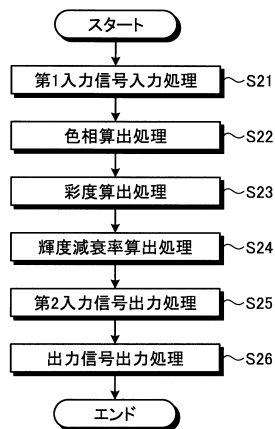 スタート
第1入力信号入力処理 S21
色相算出処理 S22
彩度算出処理 S23
輝度減衰率算出処理 S24
第2入力信号出力処理 S25
出力信号出力処理 S26
エンド